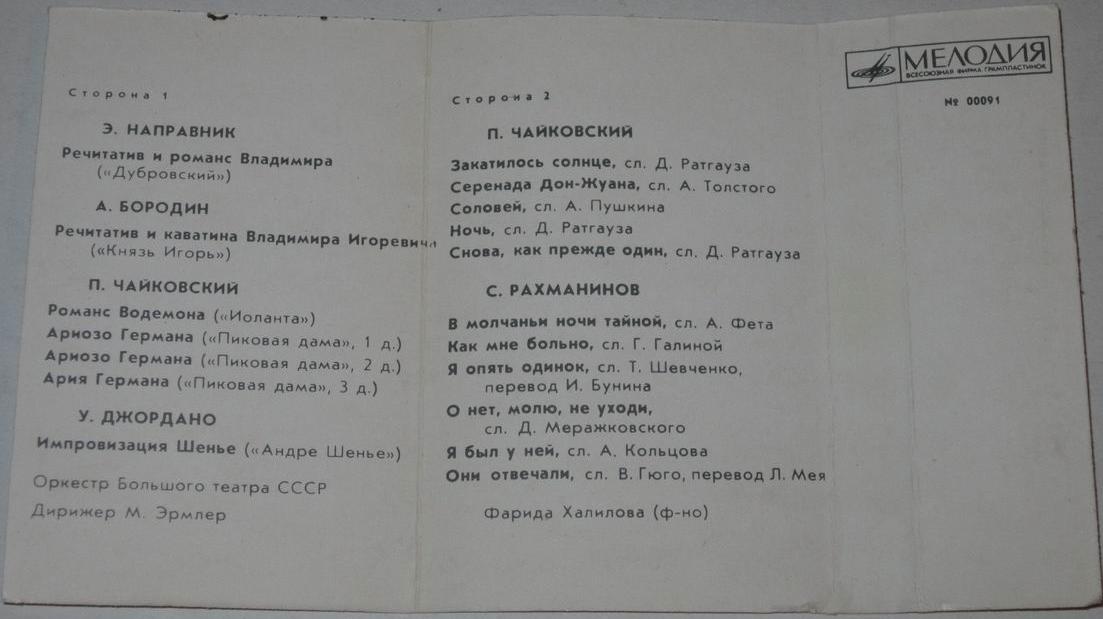 Сторона 1
Э. НАПРАВНИК
Речитатив и романс Владимира
(«Дубровский»)
А. БОРОДИН
Речитатив и каватина Владимира Игоревича
(«Князь Игорь»)
П. ЧАЙКОВСКИЙ
Романс Водемона («Иоланта»)
Ариозо Германа («Пиковая дама», 1 д.)
Ариозо Германа («Пиковая дама», 2 д.)
Ария Германа («Пиковая дама», 3 д.)
У. ДЖОРДАНО
Импровизация Шенье («Андре Шенье»)
Оркестр Большого театра СССР
Дирижер М. Эрмлер
Сторона 2
П. ЧАЙКОВСКИЙ
Закатилось солнце, сл. Д. Ратгауза
Серенада Дон-Жуана, сл. А. Толстого
Соловей, сл. А. Пушкина
Ночь, сл. Д. Ратгауза
Снова, как прежде один, сл. Д. Ратгауза
С. РАХМАНИНОВ
В молчаньи ночи тайной, сл. А. Фета
Как мне больно, сл. Г. Галиной
Я опять одинок, сл. Т. Шевченко,
перевод И. Бунина
О нет, молю, не уходи,
сл. Д. Меражковского
Я был у ней, сл. А. Кольцова
Они отвечали, сл. В. Гюго, перевод Л. Мея
Фарида Халилова (ф-но)
МЕЛОДИЯ
ВСЕСОЮЗНАЯ ФИРМА ГРАМПЛАСТИНОК
№ 00091